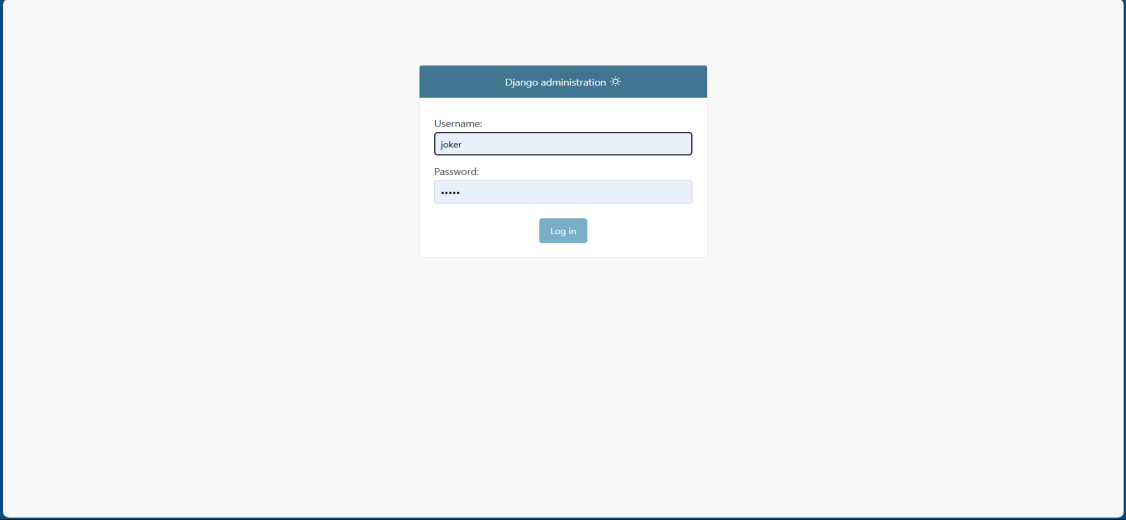 Django administration
Username:
joker
Password:
•••••
Log in